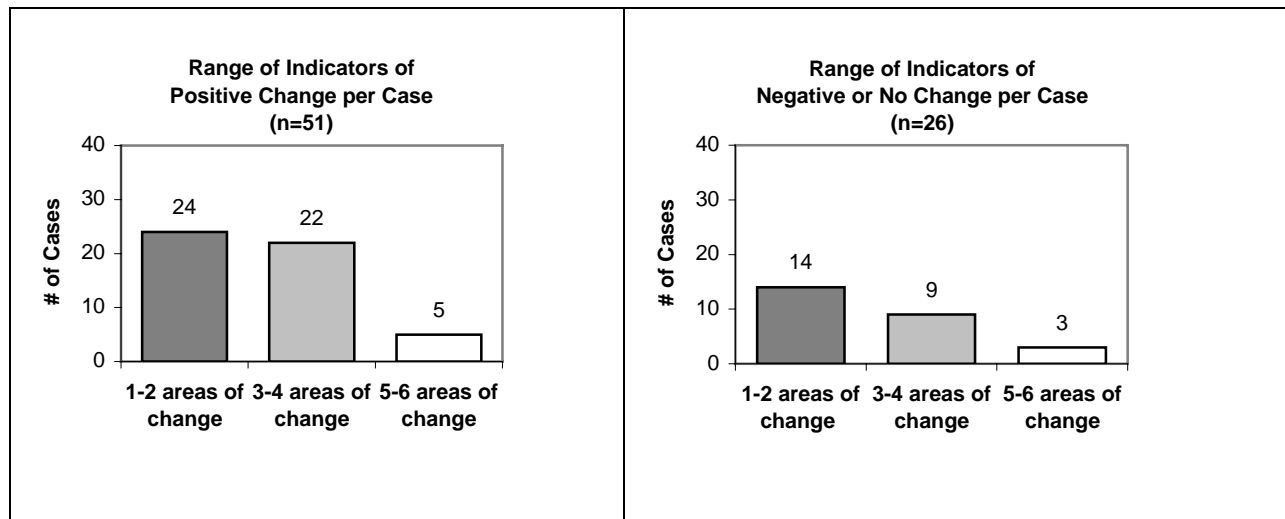 Range of Indicators of
Positive Change per Case
(n=51)
40
30
20
10
0
# of Cases
24
22
5
1-2 areas of
change
3-4 areas of
change
5-6 areas of
change
Range of Indicators of
Negative or No Change per Case
(n=26)
40
30
20
10
0
# of Cases
14
9
3
1-2 areas of
change
3-4 areas of
change
5-6 areas of
change